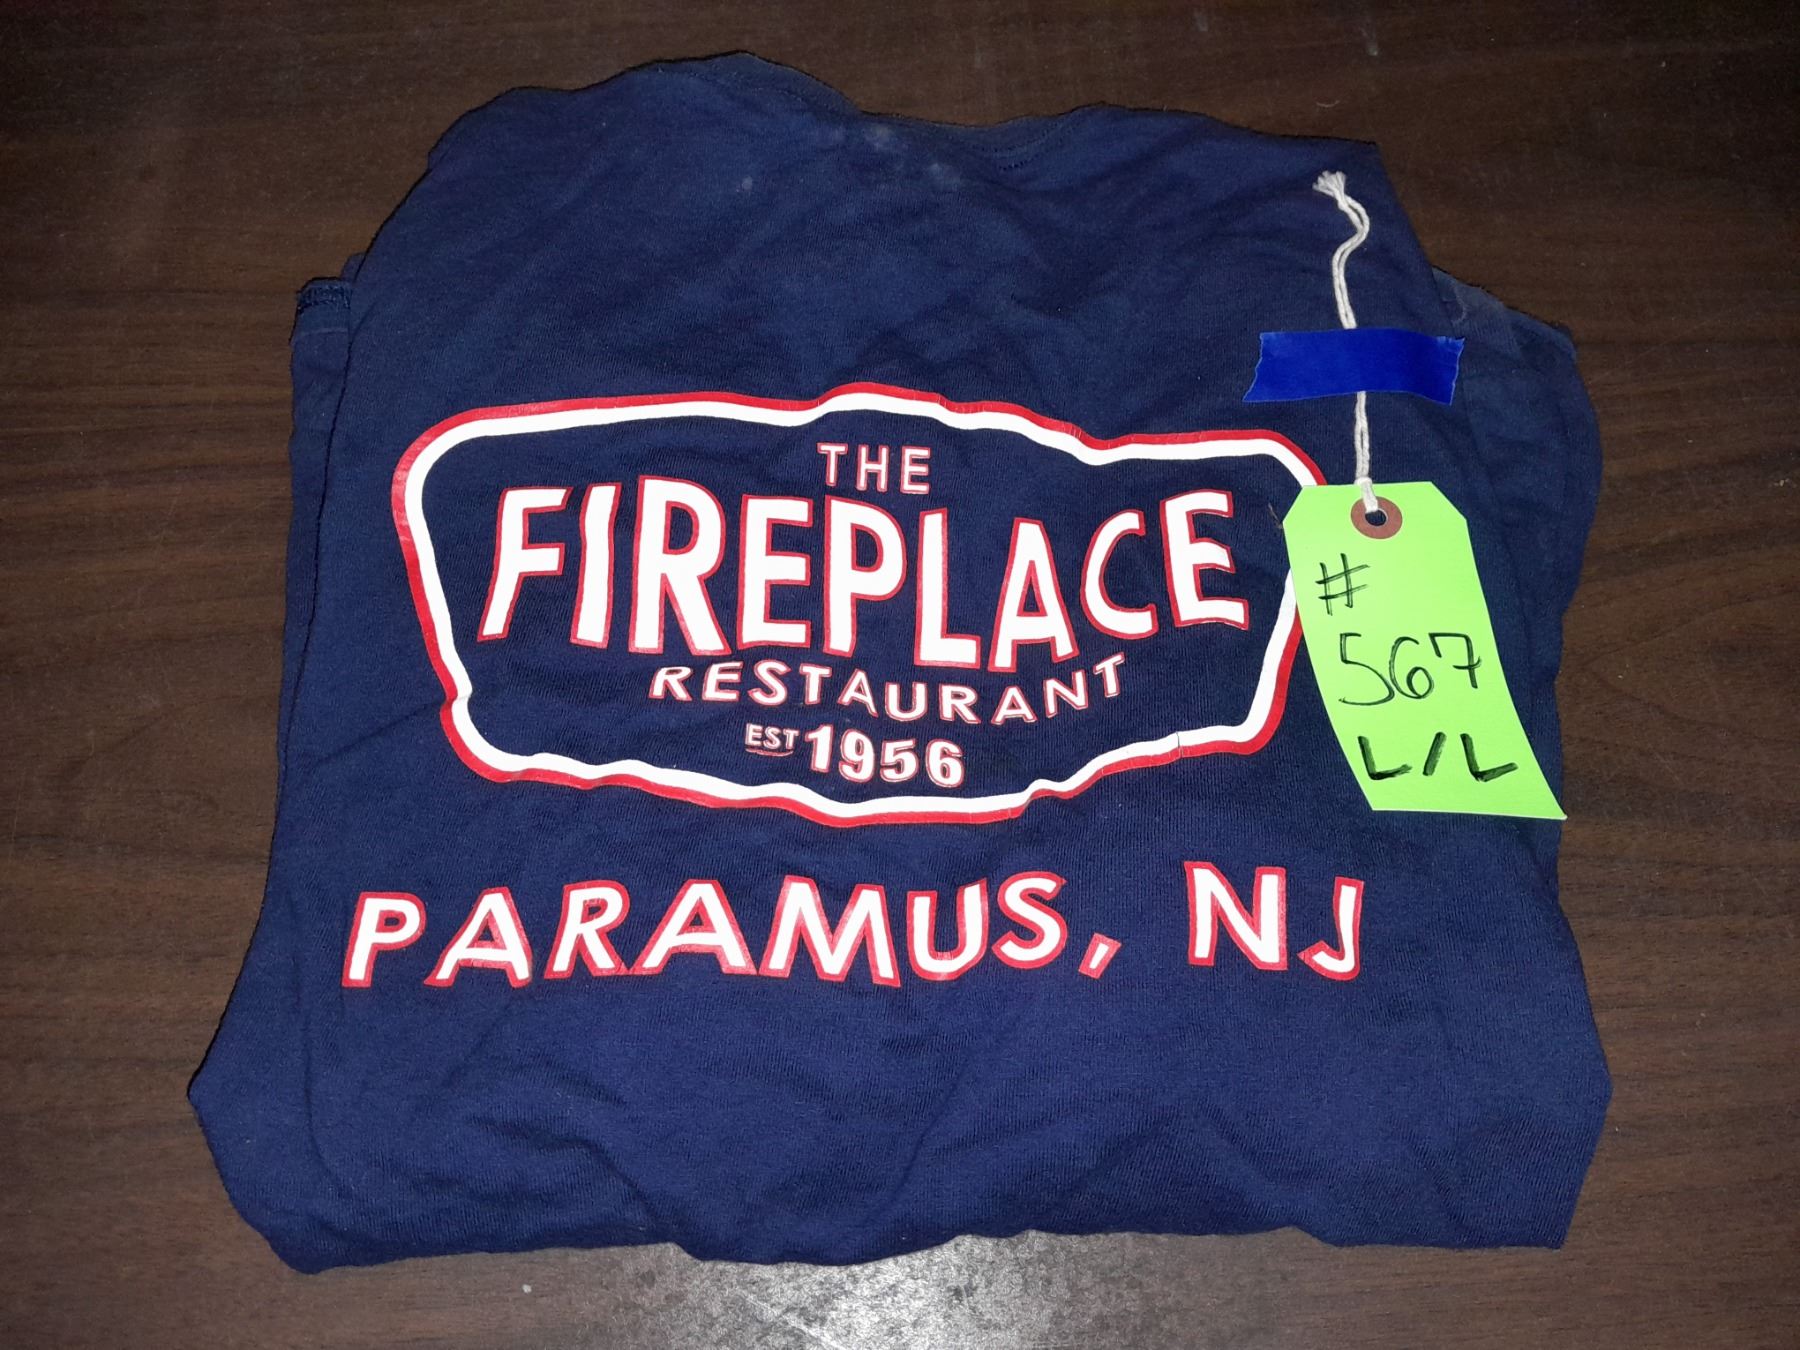 THE
FIREPLACE
RESTAURANT
EST 1956
PARAMUS, NJ
#
567
L/L